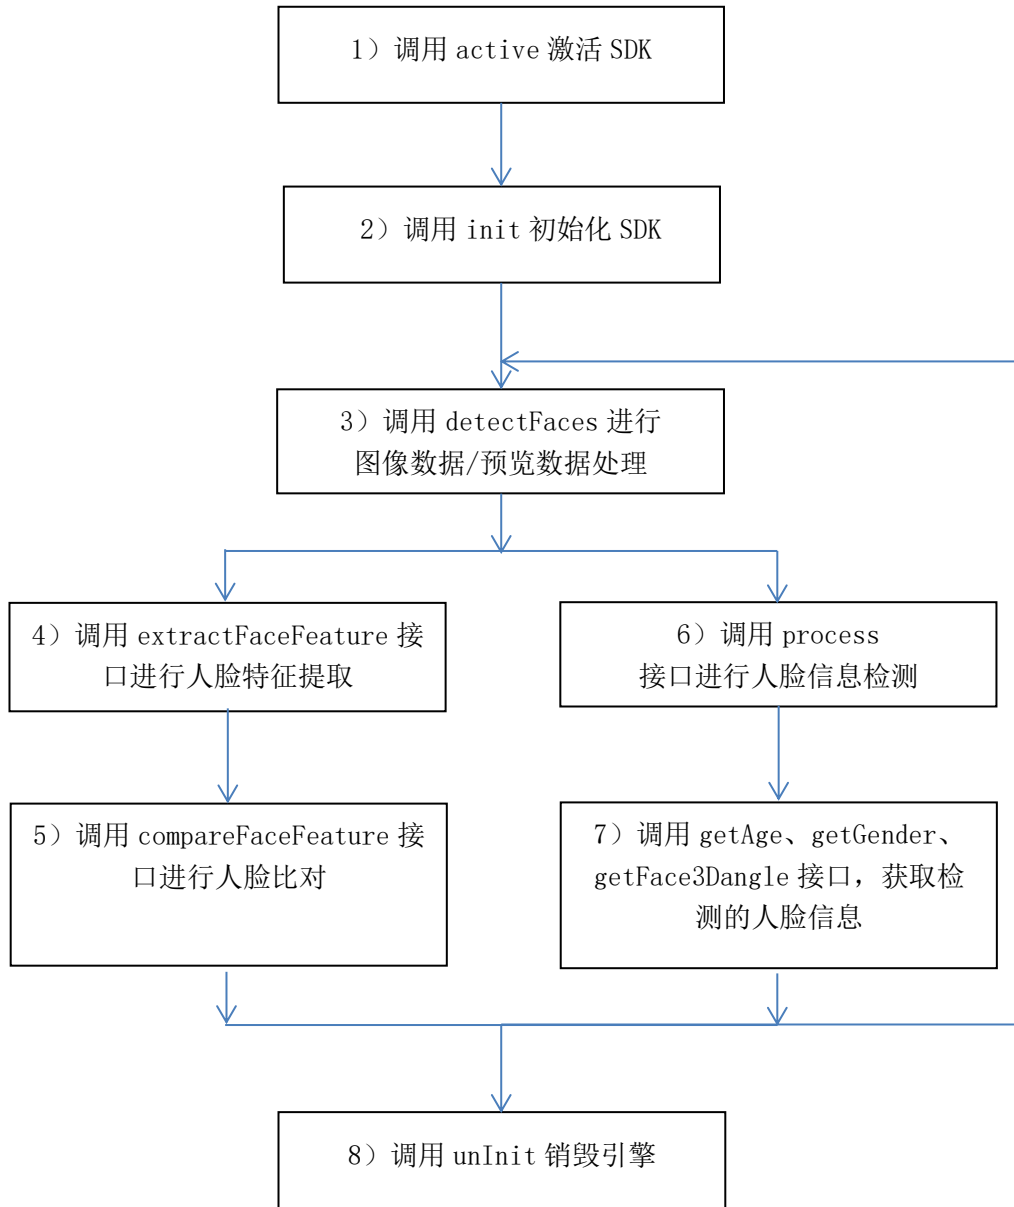 1）调用 active 激活 SDK
2）调用 init 初始化 SDK
3）调用 detectFaces 进行
图像数据/预览数据处理
4）调用 extractFaceFeature 接
口进行人脸特征提取
6）调用 process
接口进行人脸信息检测
5）调用 compareFaceFeature 接
口进行人脸比对
7）调用 getAge、getGender、
getFace3Dangle 接口，获取检
测的人脸信息
8）调用 unInit 销毁引擎